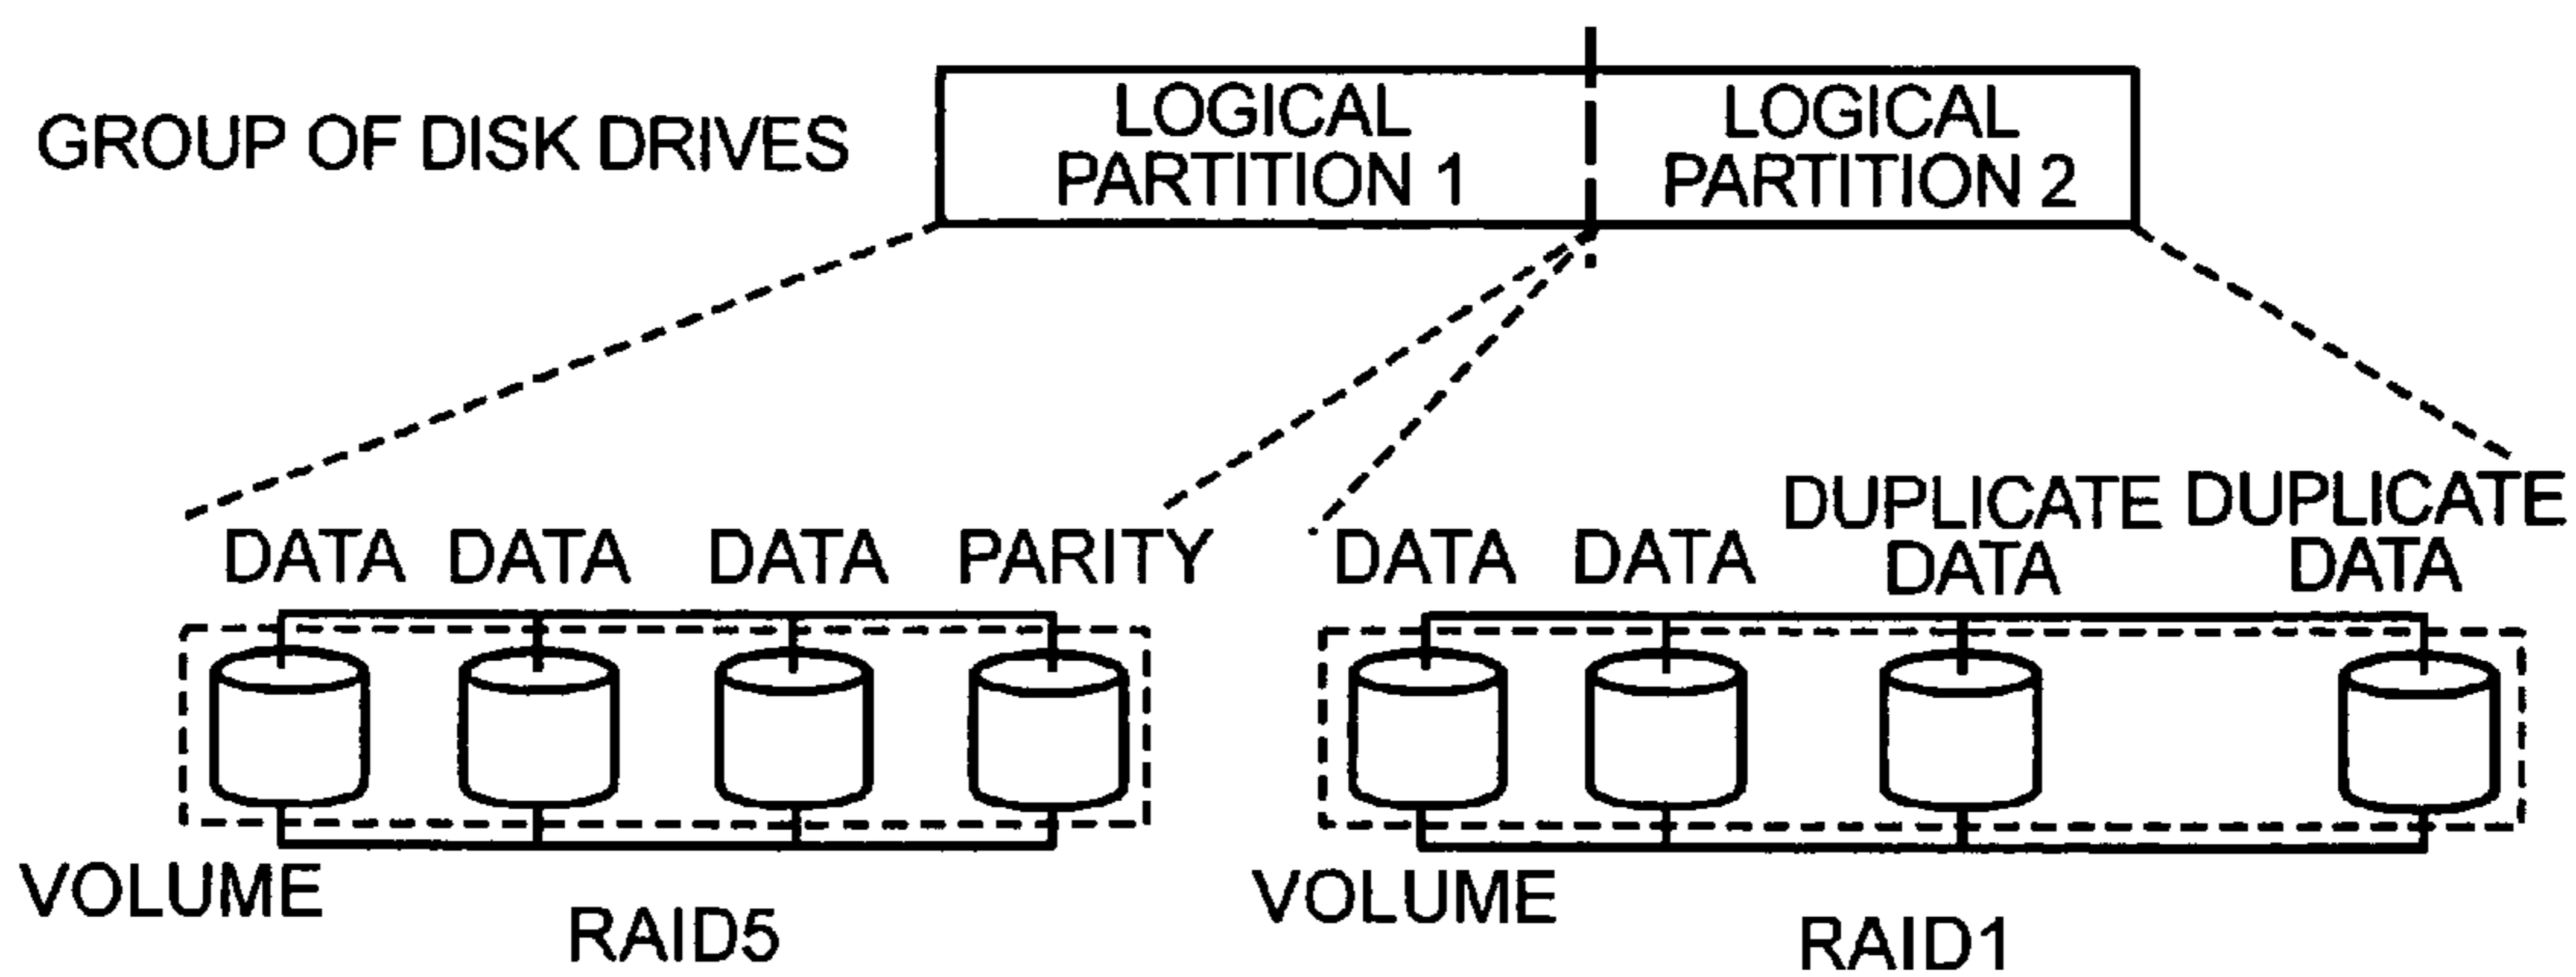 GROUP OF DISK DRIVES
LOGICAL
PARTITION 1
LOGICAL
PARTITION 2
DATA DATA DATA PARITY
DATA DATA
DUPLICATE
DATA
DUPLICATE
DATA
VOLUME
RAID5
VOLUME
RAID1